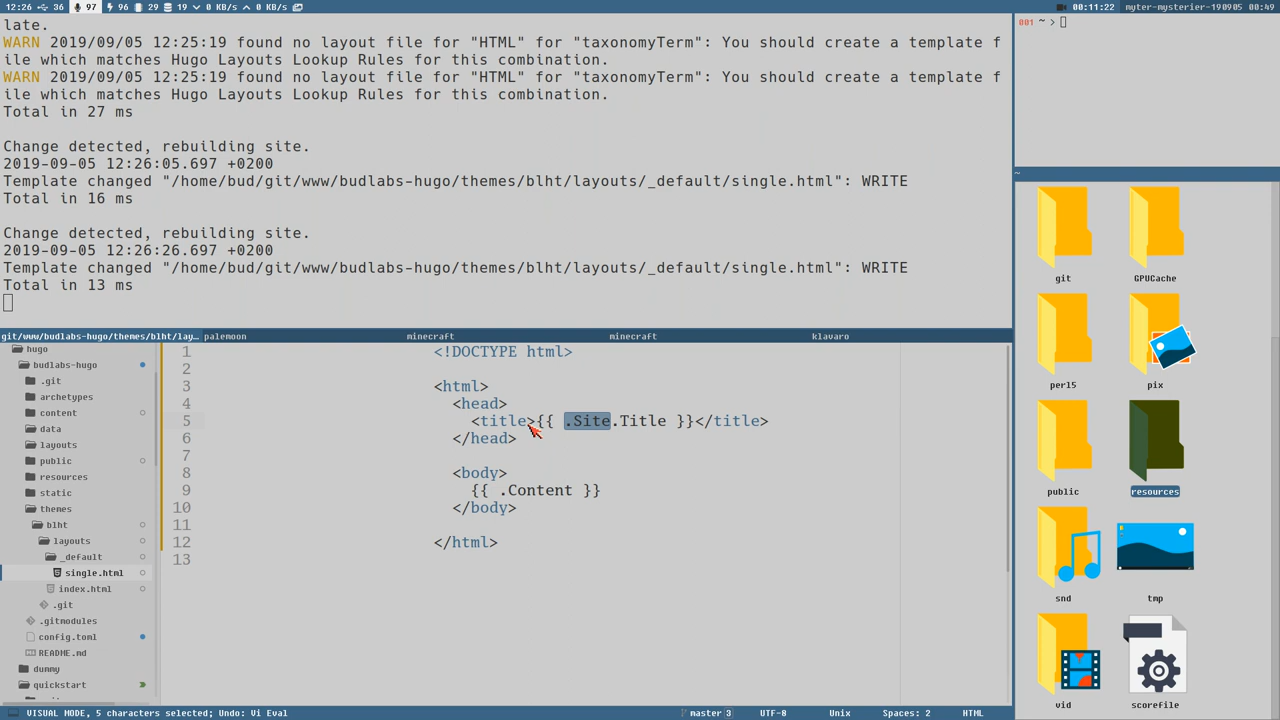 12:26 36 97 96 23 19 0 KB/s 0 KB/s
00:11:22 myter-mysterier-190905 00:49
late.
WARN 2019/09/05 12:25:19 found no layout file for "HTML" for "taxonomyTerm": You should create a template f
ile which matches Hugo Layouts Lookup Rules for this combination.
WARN 2019/09/05 12:25:19 found no layout file for "HTML" for "taxonomyTerm": You should create a template f
ile which matches Hugo Layouts Lookup Rules for this combination.
Total in 27 ms
Change detected, rebuilding site.
2019-09-05 12:26:05.697 +0200
Template changed "/home/bud/git/www/budlabs-hugo/themes/blht/layouts/_default/single.html": WRITE
Total in 16 ms
Change detected, rebuilding site.
2019-09-05 12:26:26.697 +0200
Template changed "/home/bud/git/www/budlabs-hugo/themes/blht/layouts/_default/single.html": WRITE
Total in 13 ms
001 ~ >
~
git GPUCache
perl5 pix
public resources
snd tmp
vid scorefile
git/www/budlabs-hugo/themes/blht/lay… palemoon minecraft minecraft klavaro
hugo
budlabs-hugo
.git
archetypes
content
data
layouts
public
resources
static
themes
blht
layouts
_default
single.html
index.html
.git
.gitmodules
config.toml
README.md
dummy
quickstart
1 <!DOCTYPE html>
2
3 <html>
4 <head>
5 <title>{{ .Site.Title }}</title>
6 </head>
7
8 <body>
9 {{ .Content }}
10 </body>
11
12 </html>
13
VISUAL MODE, 5 characters selected; Undo: Vi Eval master 3 UTF-8 Unix Spaces: 2 HTML